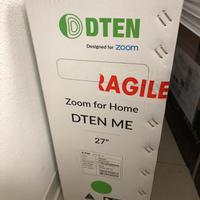 DTEN
Designed for zoom
RAGILE
Zoom for Home
DTEN ME
27"